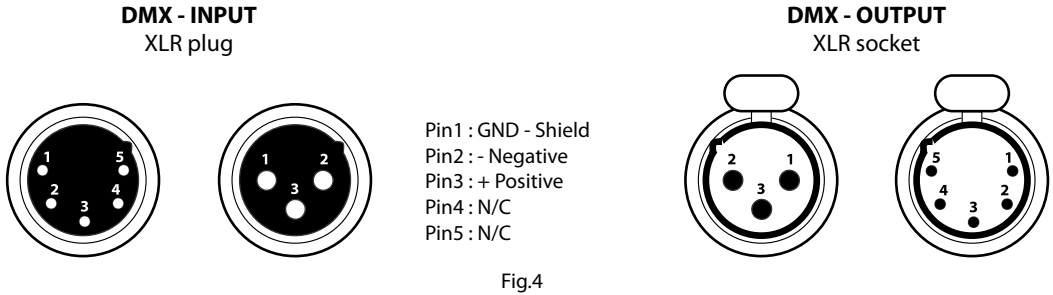 DMX - INPUT
XLR plug
1
5
2
4
3
1
2
3
Pin1 : GND - Shield
Pin2 : - Negative
Pin3 : + Positive
Pin4 : N/C
Pin5 : N/C
DMX - OUTPUT
XLR socket
2
1
3
5
1
4
2
3
Fig.4